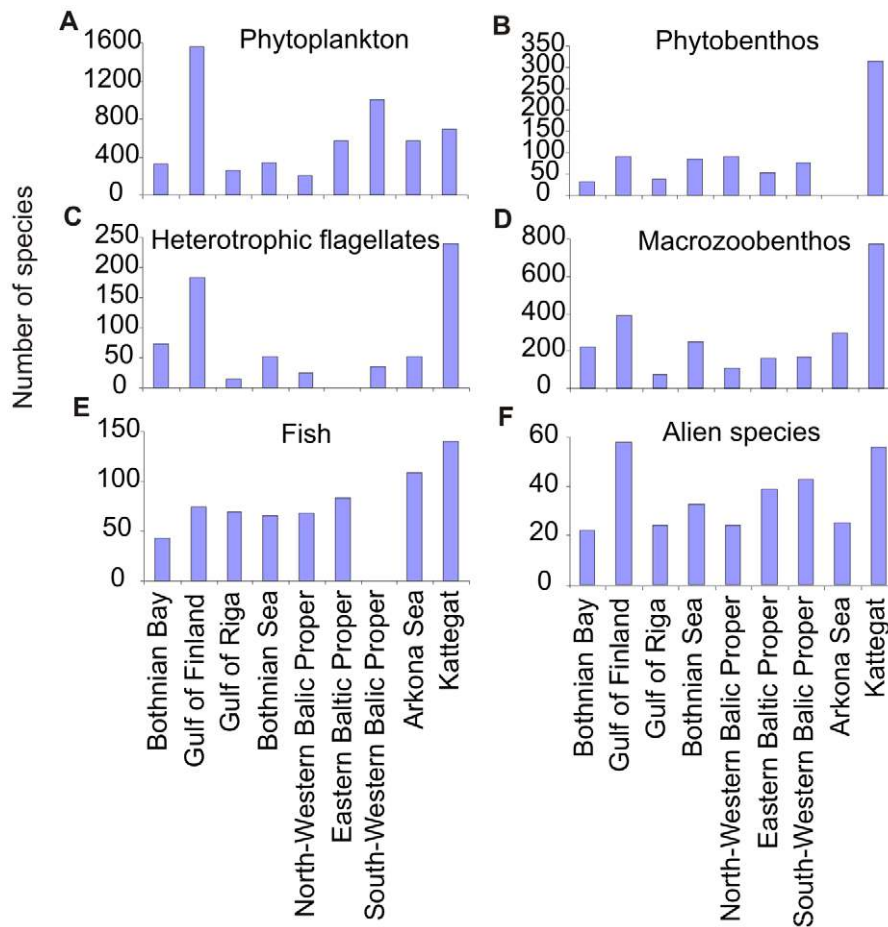 A
Phytoplankton
1600
1200
800
400
0
B
Phytobenthos
350
300
250
200
150
100
50
0
Number of species
C
Heterotrophic flagellates
250
200
150
100
50
0
D
Macrozoobenthos
800
600
400
200
0
E
Fish
150
100
50
0
Bothnian Bay
Gulf of Finland
Gulf of Riga
Bothnian Sea
North-Western Balic Proper
Eastern Baltic Proper
South-Western Balic Proper
Arkona Sea
Kattegat
F
Alien species
60
40
20
0
Bothnian Bay
Gulf of Finland
Gulf of Riga
Bothnian Sea
North-Western Balic Proper
Eastern Baltic Proper
South-Western Balic Proper
Arkona Sea
Kattegat